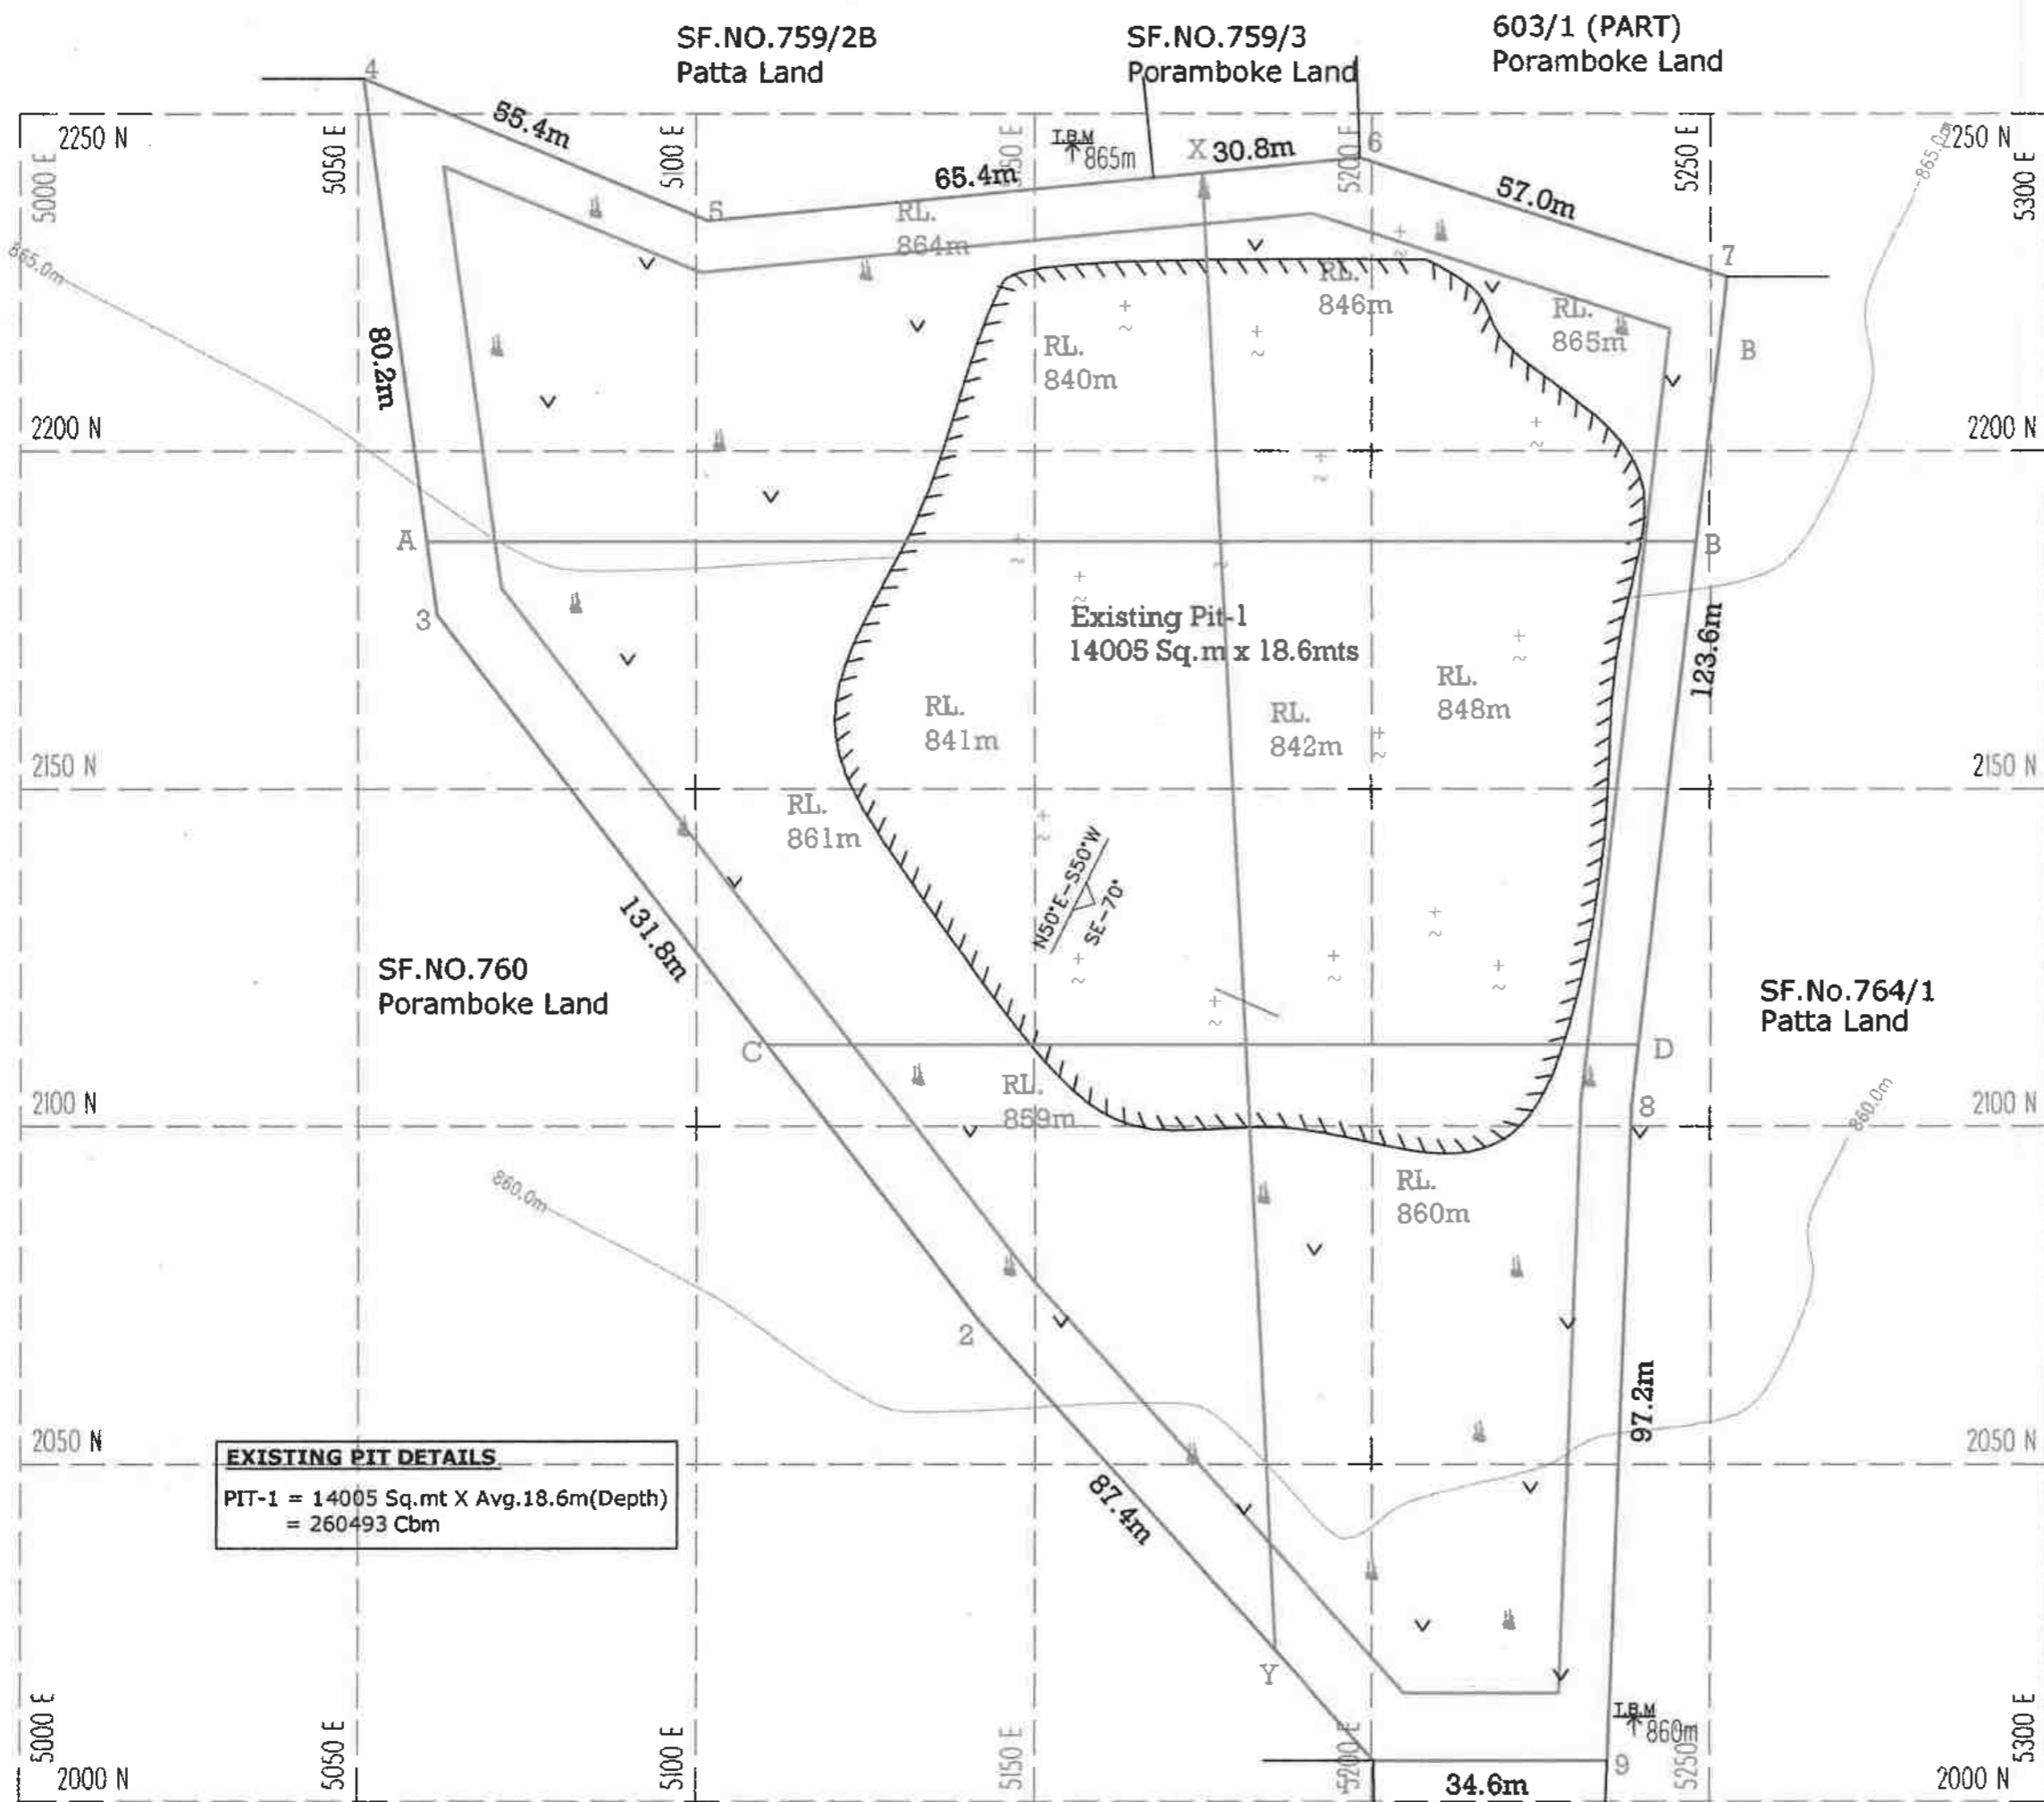 SF.NO.759/2B
Patta Land
SF.NO.759/3
Poramboke Land
603/1 (PART)
Poramboke Land
4
55.4m
2250 N
5000 E
5050 E
5100 E
T.B.M
865m
X 30.8m
5200 E
6
57.0m
5250 E
250 N
865.0m
5300 E
65.4m
5
RL.
864m
7
865.0m
RL.
846m
RL.
865m
B
80.2m
RL.
840m
2200 N
2200 N
A
B
3
Existing Pit-1
14005 Sq.m x 18.6mts
123.6m
RL.
848m
RL.
841m
RL.
842m
2150 N
2150 N
RL.
861m
N50°E-S50°W
SE-70°
131.8m
SF.NO.760
Poramboke Land
SF.No.764/1
Patta Land
C
D
RL.
859m
8
2100 N
2100 N
860.0m
RL.
860m
860.0m
2
97.2m
2050 N
2050 N
EXISTING PIT DETAILS
PIT-1 = 14005 Sq.mt X Avg.18.6m(Depth)
= 260493 Cbm
87.4m
Y
T.B.M
860m
5000 E
5050 E
5100 E
5150 E
5200 E
9
5250
5300 E
2000 N
34.6m
2000 N